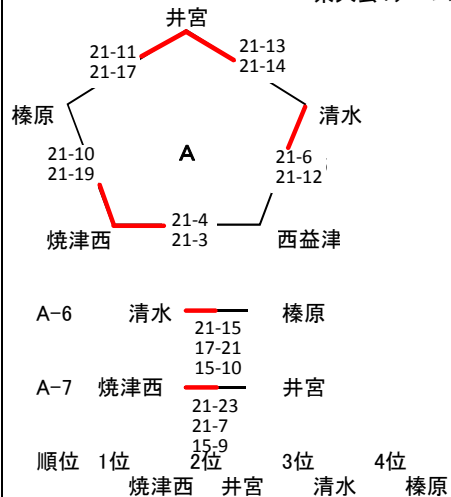 井宮
21-11 21-13
21-17 21-14
榛原 清水
21-10 A 21-6
21-19 21-12
焼津西 21-4 西益津
21-3
A-6 清水 榛原
21-15
17-21
15-10
A-7 焼津西 井宮
21-23
21-7
15-9
順位 1位 2位 3位 4位
焼津西 井宮 清水 榛原